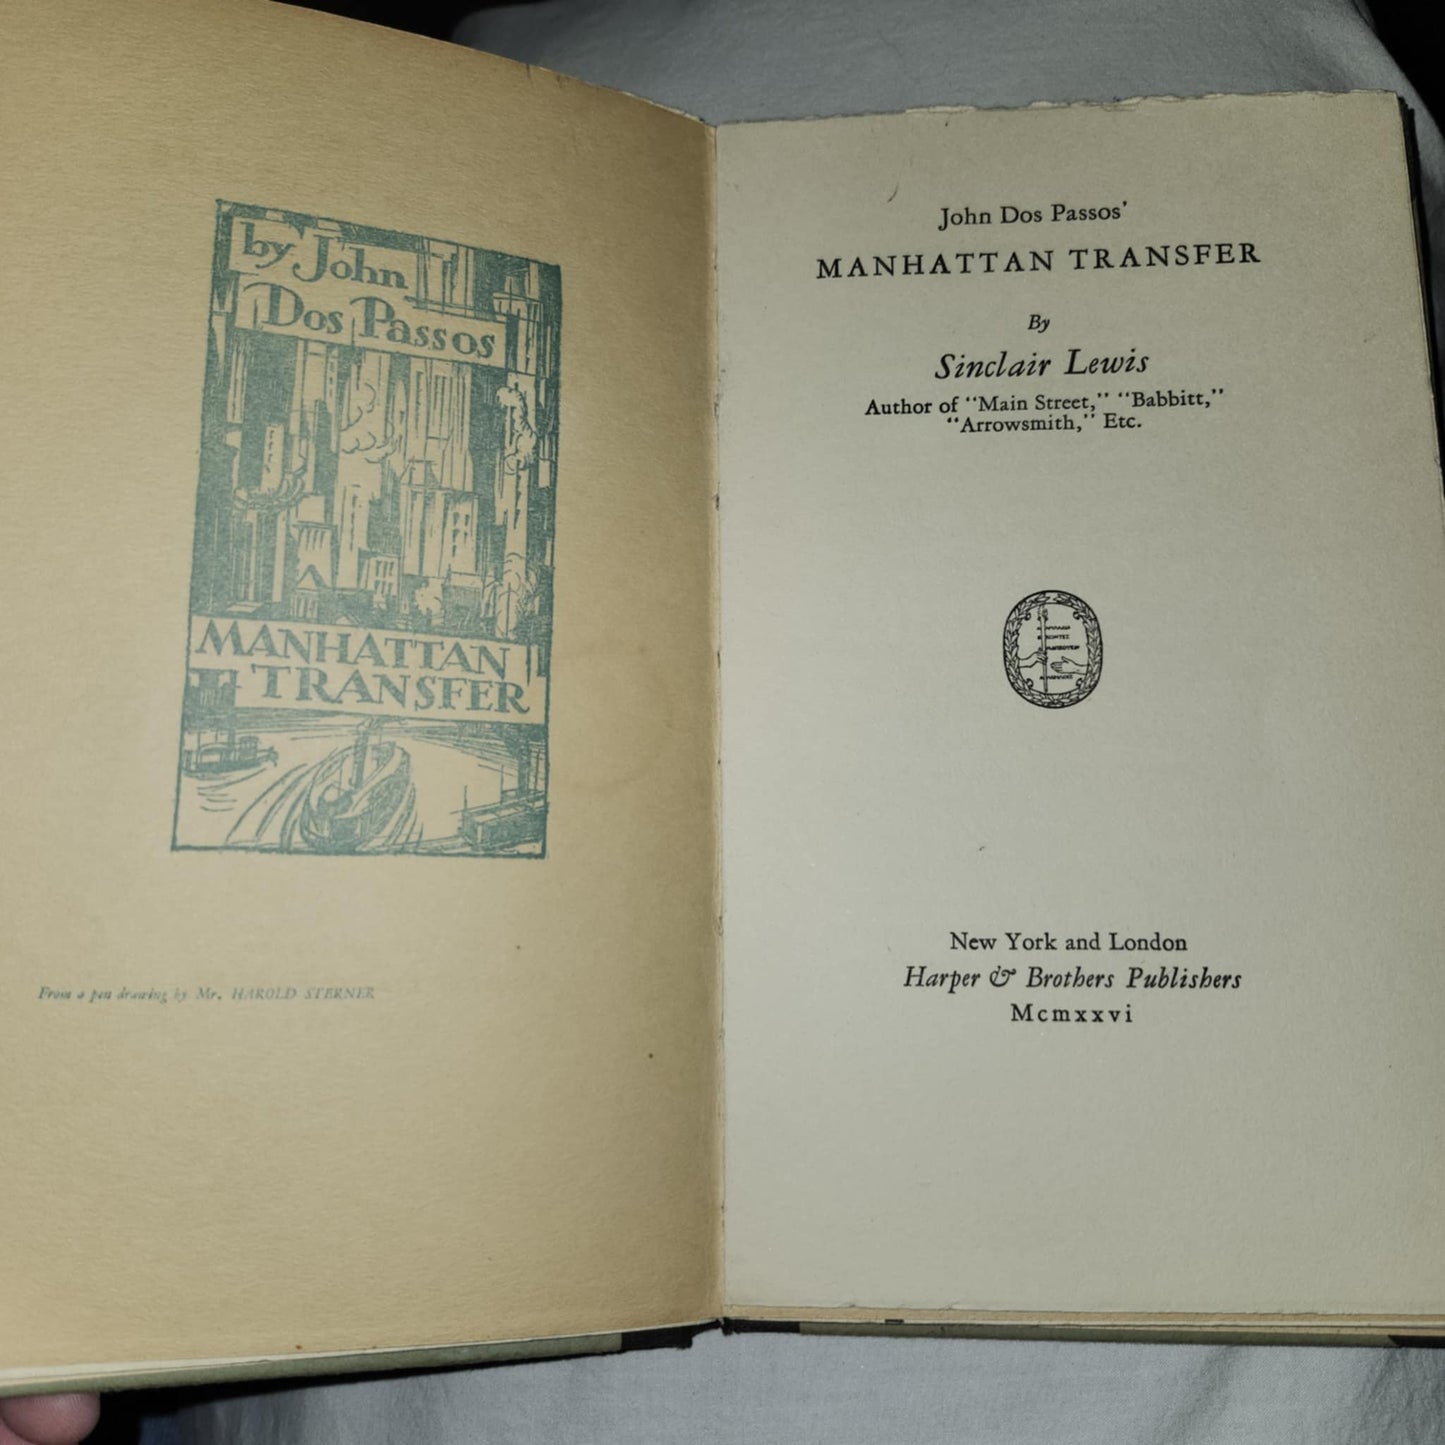 by John
Dos Passos
MANHATTAN
TRANSFER
From a pen drawing by Mr. HAROLD STERNER
John Dos Passos'
MANHATTAN TRANSFER
By
Sinclair Lewis
Author of "Main Street," "Babbitt,"
"Arrowsmith," Etc.
New York and London
Harper & Brothers Publishers
Mcmxxvi